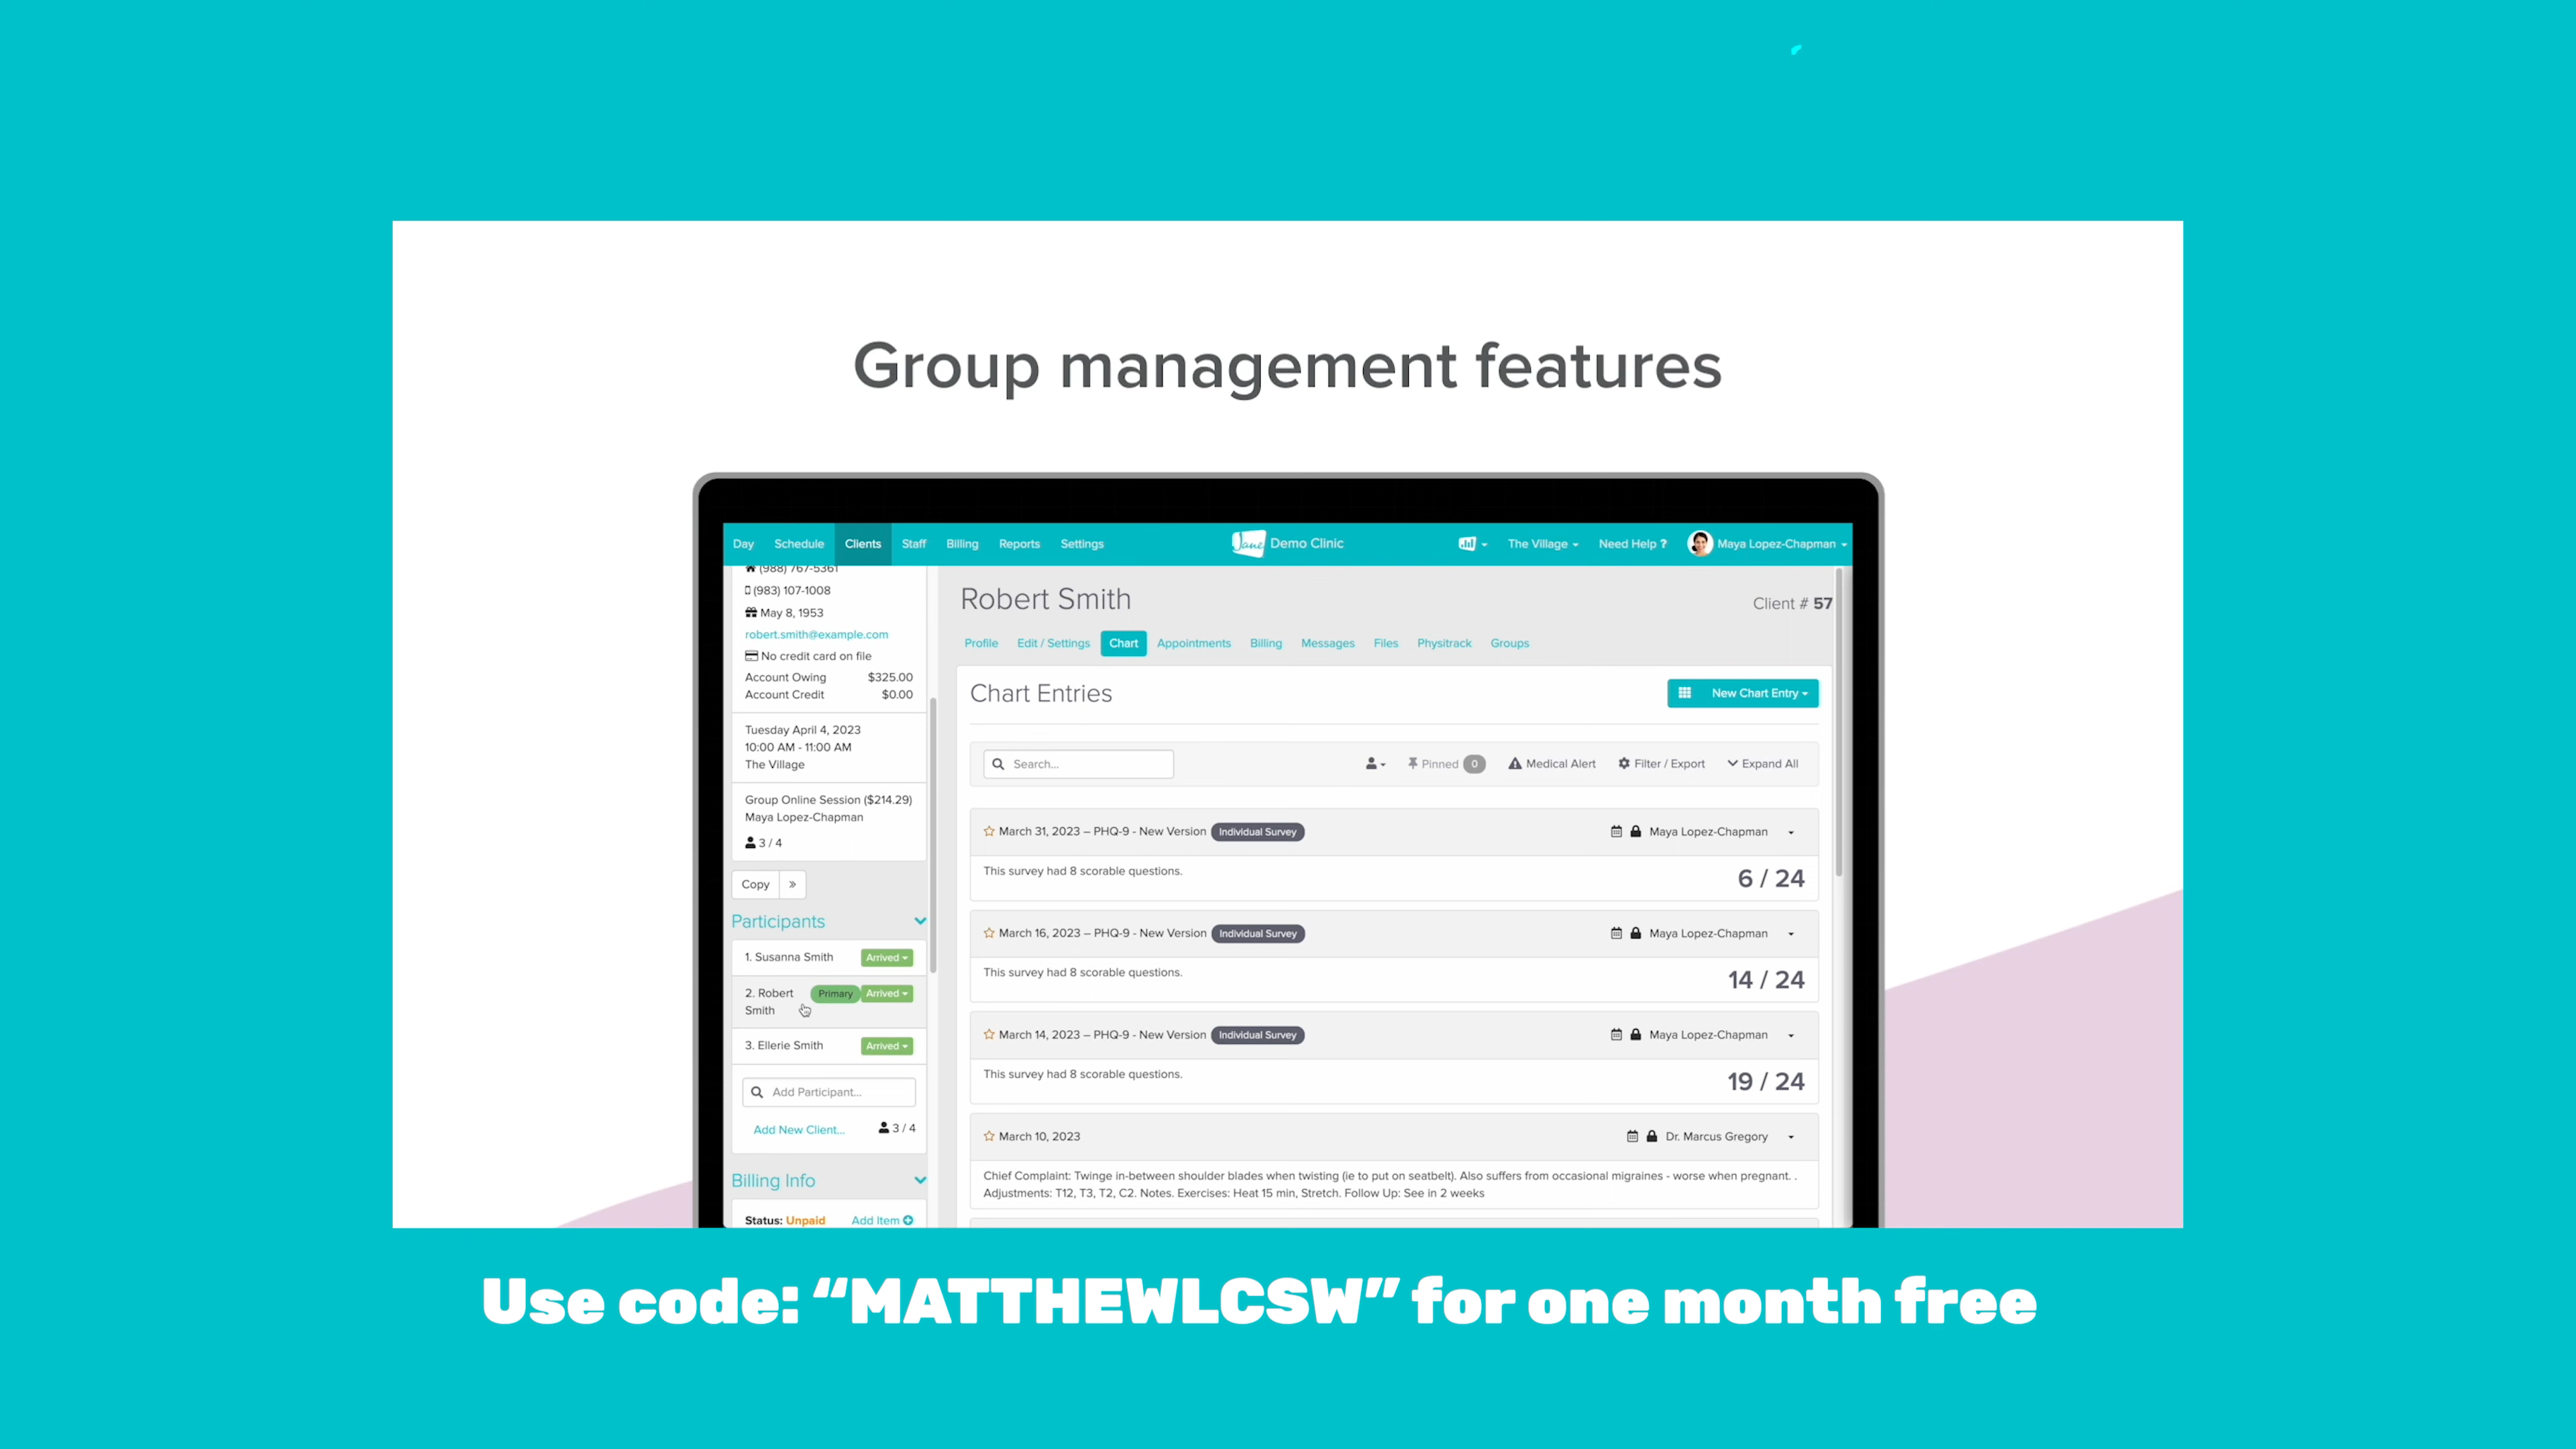 Group management features
Day Schedule Clients Staff Billing Reports Settings Jane Demo Clinic The Village Need Help ? Maya Lopez-Chapman
(988) 767-5361
(983) 107-1008
May 8, 1953
robert.smith@example.com
No credit card on file
Account Owing $325.00
Account Credit $0.00
Tuesday April 4, 2023
10:00 AM - 11:00 AM
The Village
Group Online Session ($214.29)
Maya Lopez-Chapman
3 / 4
Copy »
Participants
1. Susanna Smith Arrived
2. Robert Smith Primary Arrived
3. Ellerie Smith Arrived
Add Participant...
Add New Client... 3 / 4
Billing Info
Status: Unpaid Add Item
Robert Smith Client # 57
Profile Edit / Settings Chart Appointments Billing Messages Files Physitrack Groups
Chart Entries New Chart Entry
Search... Pinned 0 Medical Alert Filter / Export Expand All
March 31, 2023 – PHQ-9 - New Version Individual Survey Maya Lopez-Chapman
This survey had 8 scorable questions.
6 / 24
March 16, 2023 – PHQ-9 - New Version Individual Survey Maya Lopez-Chapman
This survey had 8 scorable questions.
14 / 24
March 14, 2023 – PHQ-9 - New Version Individual Survey Maya Lopez-Chapman
This survey had 8 scorable questions.
19 / 24
March 10, 2023 Dr. Marcus Gregory
Chief Complaint: Twinge in-between shoulder blades when twisting (ie to put on seatbelt). Also suffers from occasional migraines - worse when pregnant. .
Adjustments: T12, T3, T2, C2. Notes. Exercises: Heat 15 min, Stretch. Follow Up: See in 2 weeks
Use code: “MATTHEWLCSW” for one month free